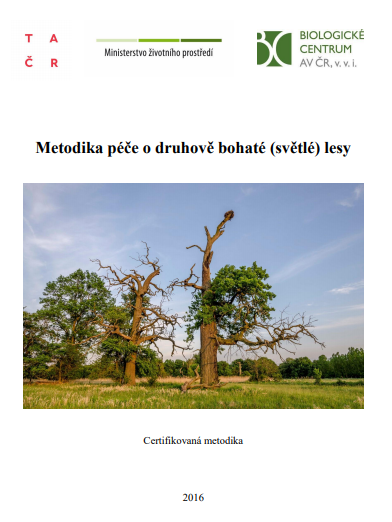 T A
Č R
Ministerstvo životního prostředí
BIOLOGICKÉ
CENTRUM
AV ČR, v. v. i.
Metodika péče o druhově bohaté (světlé) lesy
Certifikovaná metodika
2016